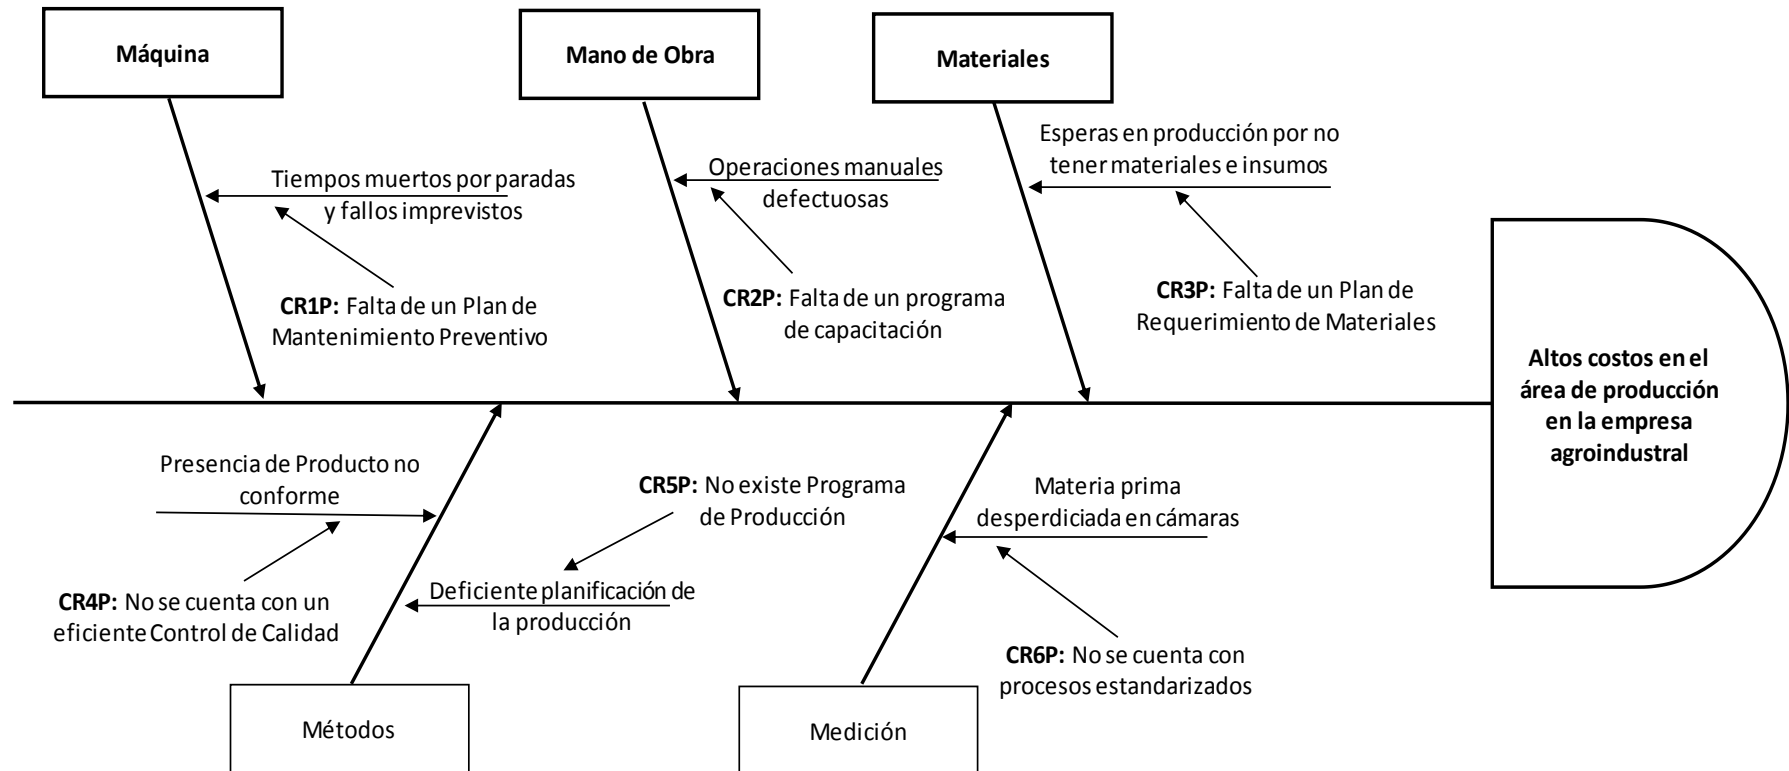 Máquina
Mano de Obra
Materiales
Tiempos muertos por paradas
y fallos imprevistos
CR1P: Falta de un Plan de
Mantenimiento Preventivo
Operaciones manuales
defectuosas
CR2P: Falta de un programa
de capacitación
Esperas en producción por no
tener materiales e insumos
CR3P: Falta de un Plan de
Requerimiento de Materiales
Altos costos en el
área de producción
en la empresa
agroindustral
Presencia de Producto no
conforme
CR4P: No se cuenta con un
eficiente Control de Calidad
CR5P: No existe Programa
de Producción
Deficiente planificación de
la producción
Materia prima
desperdiciada en cámaras
CR6P: No se cuenta con
procesos estandarizados
Métodos
Medición